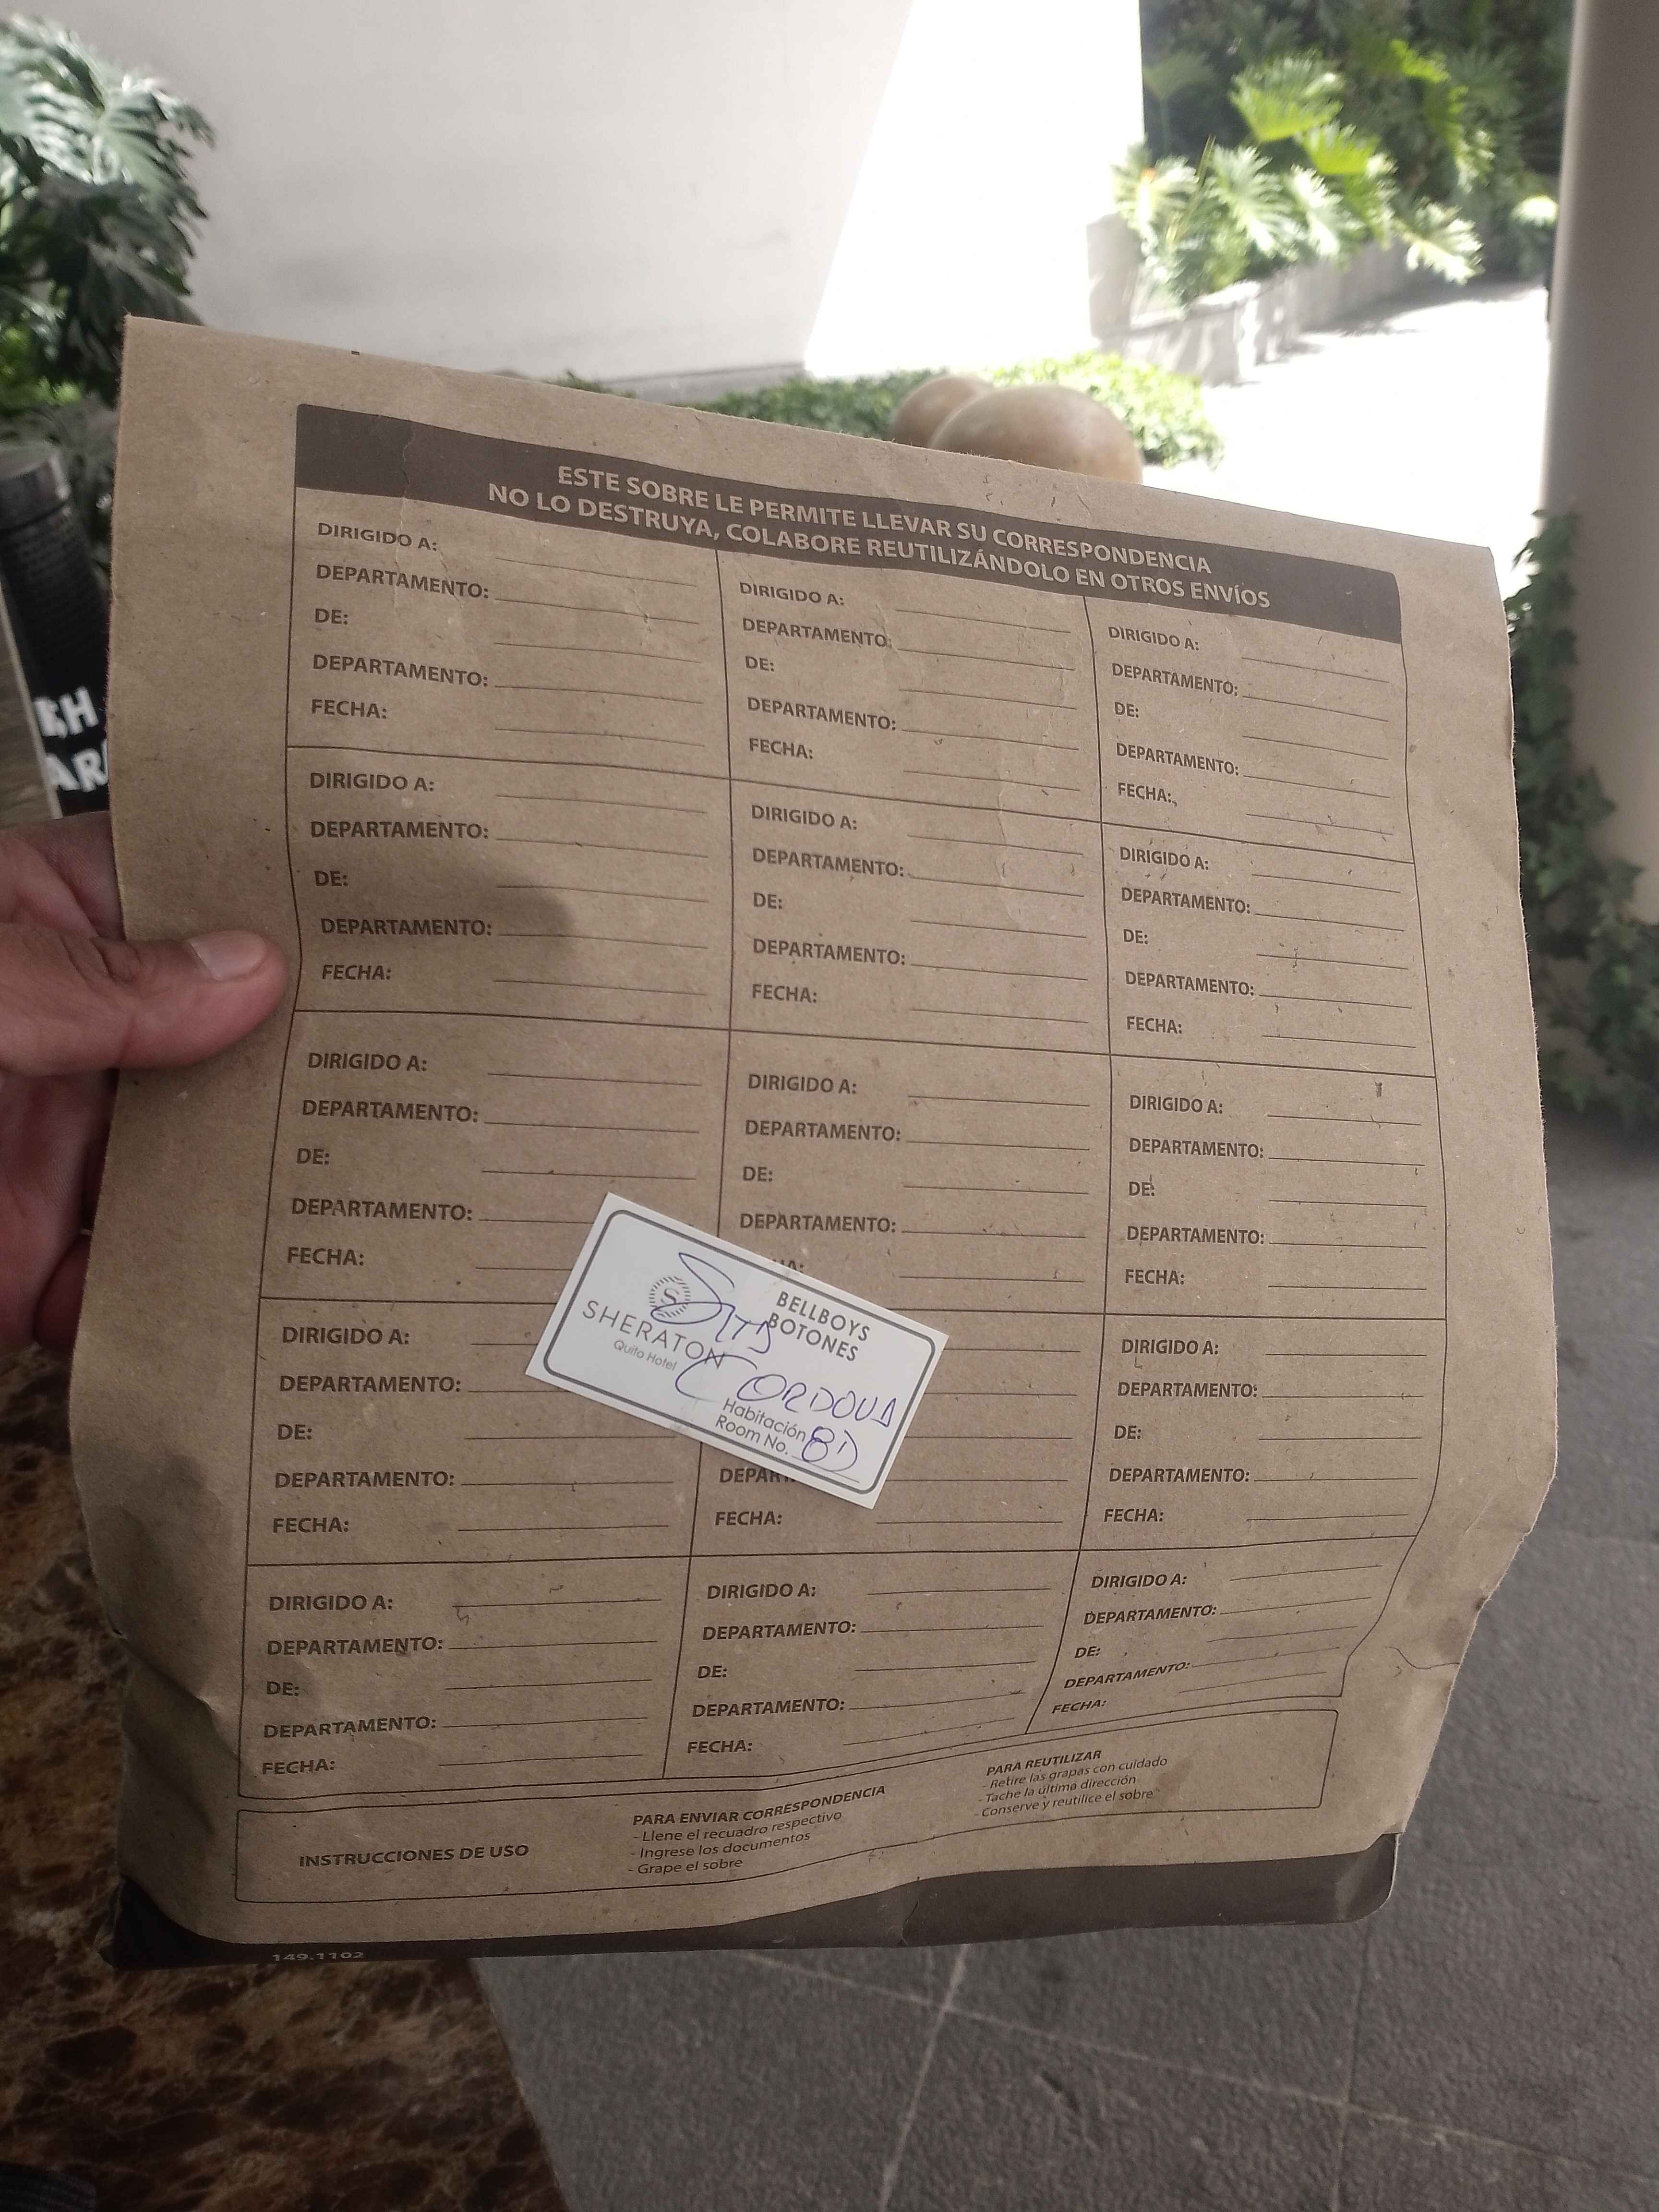 ESTE SOBRE LE PERMITE LLEVAR SU CORRESPONDENCIA
NO LO DESTRUYA, COLABORE REUTILIZÁNDOLO EN OTROS ENVÍOS
DIRIGIDO A:
DEPARTAMENTO:
DE:
DEPARTAMENTO:
FECHA:
DIRIGIDO A:
DEPARTAMENTO:
DE:
DEPARTAMENTO:
FECHA:
DIRIGIDO A:
DEPARTAMENTO:
DE:
DEPARTAMENTO:
FECHA:
DIRIGIDO A:
DEPARTAMENTO:
DE:
DEPARTAMENTO:
FECHA:
DIRIGIDO A:
DEPARTAMENTO:
DE:
DEPARTAMENTO:
FECHA:
DIRIGIDO A:
DEPARTAMENTO:
DE:
DEPARTAMENTO:
FECHA:
DIRIGIDO A:
DEPARTAMENTO:
DE:
DEPARTAMENTO:
FECHA:
DIRIGIDO A:
DEPARTAMENTO:
DE:
DEPARTAMENTO:
DIRIGIDO A:
DEPARTAMENTO:
DE:
DEPARTAMENTO:
FECHA:
S
SHERATON
Quito Hotel
BELLBOYS
BOTONES
CORDOVA
Habitación
Room No.
DIRIGIDO A:
DEPARTAMENTO:
DE:
DEPARTAMENTO:
FECHA:
FECHA:
DIRIGIDO A:
DEPARTAMENTO:
DE:
DEPARTAMENTO:
FECHA:
DIRIGIDO A:
DEPARTAMENTO:
DE:
DEPARTAMENTO:
FECHA:
DIRIGIDO A:
DEPARTAMENTO:
DE:
DEPARTAMENTO:
FECHA:
DIRIGIDO A:
DEPARTAMENTO:
DE:
DEPARTAMENTO:
FECHA:
INSTRUCCIONES DE USO
PARA ENVIAR CORRESPONDENCIA
- Llene el recuadro respectivo
- Ingrese los documentos
- Grape el sobre
PARA REUTILIZAR
- Retire las grapas con cuidado
- Tache la última dirección
- Conserve y reutilice el sobre
149.1102